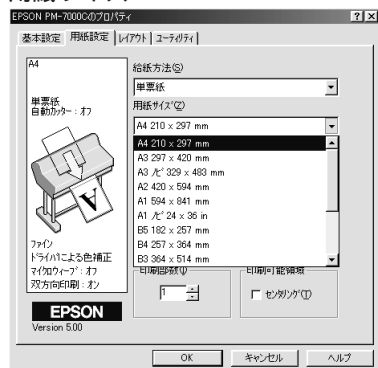 EPSON PM-7000Cのプロパティ
基本設定 用紙設定 レイアウト ユーティリティ
A4
単票紙
自動カッター:オフ
ファイン
ドライバによる色補正
マイクロウィーブ:オフ
双方向印刷:オン
EPSON
Version 5.00
給紙方法(S)
単票紙
用紙サイズ(Z)
A4 210 x 297 mm
A4 210 x 297 mm
A3 297 x 420 mm
A3 ノビ 329 x 483 mm
A2 420 x 594 mm
A1 594 x 841 mm
A1 ノビ 24 x 36 in
B5 182 x 257 mm
B4 257 x 364 mm
B3 364 x 514 mm
印刷部数(I)
1
印刷可能領域
センタリング(T)
OK キャンセル ヘルプ